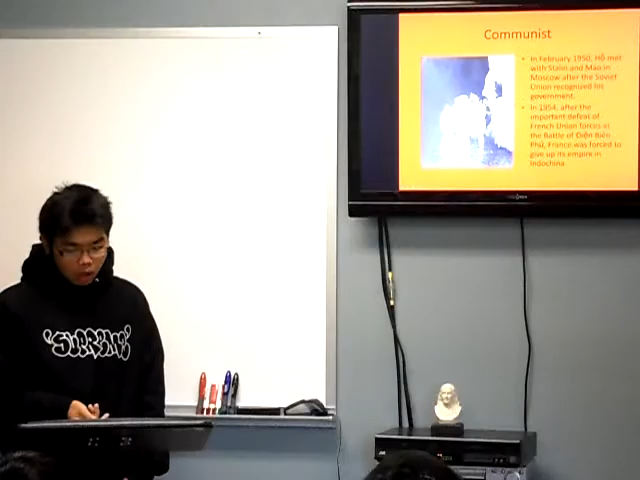 Communist
• In February 1950, Hồ met
with Stalin and Mao in
Moscow after the Soviet
Union recognized his
government.
• In 1954, after the
important defeat of
French Union forces at
the Battle of Điện Biên
Phủ, France was forced to
give up its empire in
Indochina
SUPREME